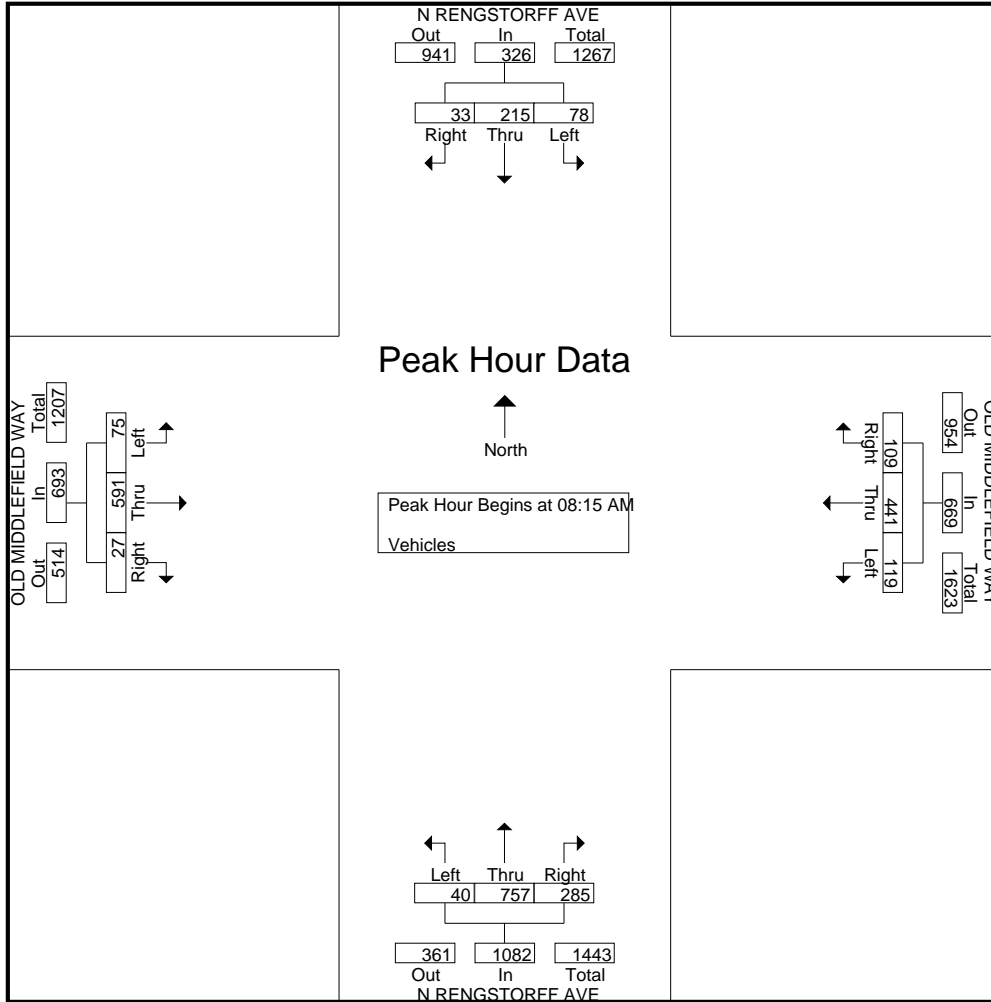 N RENGSTORFF AVE
Out In Total
941 326 1267
33 215 78
Right Thru Left
Peak Hour Data
North
Peak Hour Begins at 08:15 AM
Vehicles
OLD MIDDLEFIELD WAY
Out In Total
514 693 1207
27 591 75
Right Thru Left
OLD MIDDLEFIELD WAY
Out In Total
954 669 1623
109 441 119
Right Thru Left
Left Thru Right
40 757 285
361 1082 1443
Out In Total
N RENGSTORFF AVE